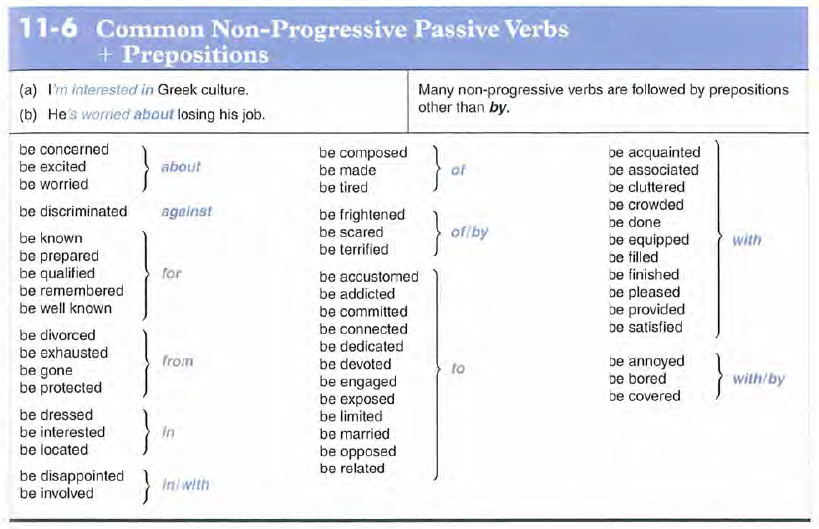 11-6 Common Non-Progressive Passive Verbs
+ Prepositions
(a) I'm interested in Greek culture.
(b) He's worried about losing his job.
Many non-progressive verbs are followed by prepositions
other than by.
be concerned
be excited
be worried
about
be discriminated against
be known
be prepared
be qualified
be remembered
be well known
for
be divorced
be exhausted
be gone
be protected
from
be dressed
be interested
be located
in
be disappointed
be involved
in/with
be composed
be made
be tired
of
be frightened
be scared
be terrified
of/by
be accustomed
be addicted
be committed
be connected
be dedicated
be devoted
be engaged
be exposed
be limited
be married
be opposed
be related
to
be acquainted
be associated
be cluttered
be crowded
be done
be equipped
be filled
be finished
be pleased
be provided
be satisfied
with
be annoyed
be bored
be covered
with/by